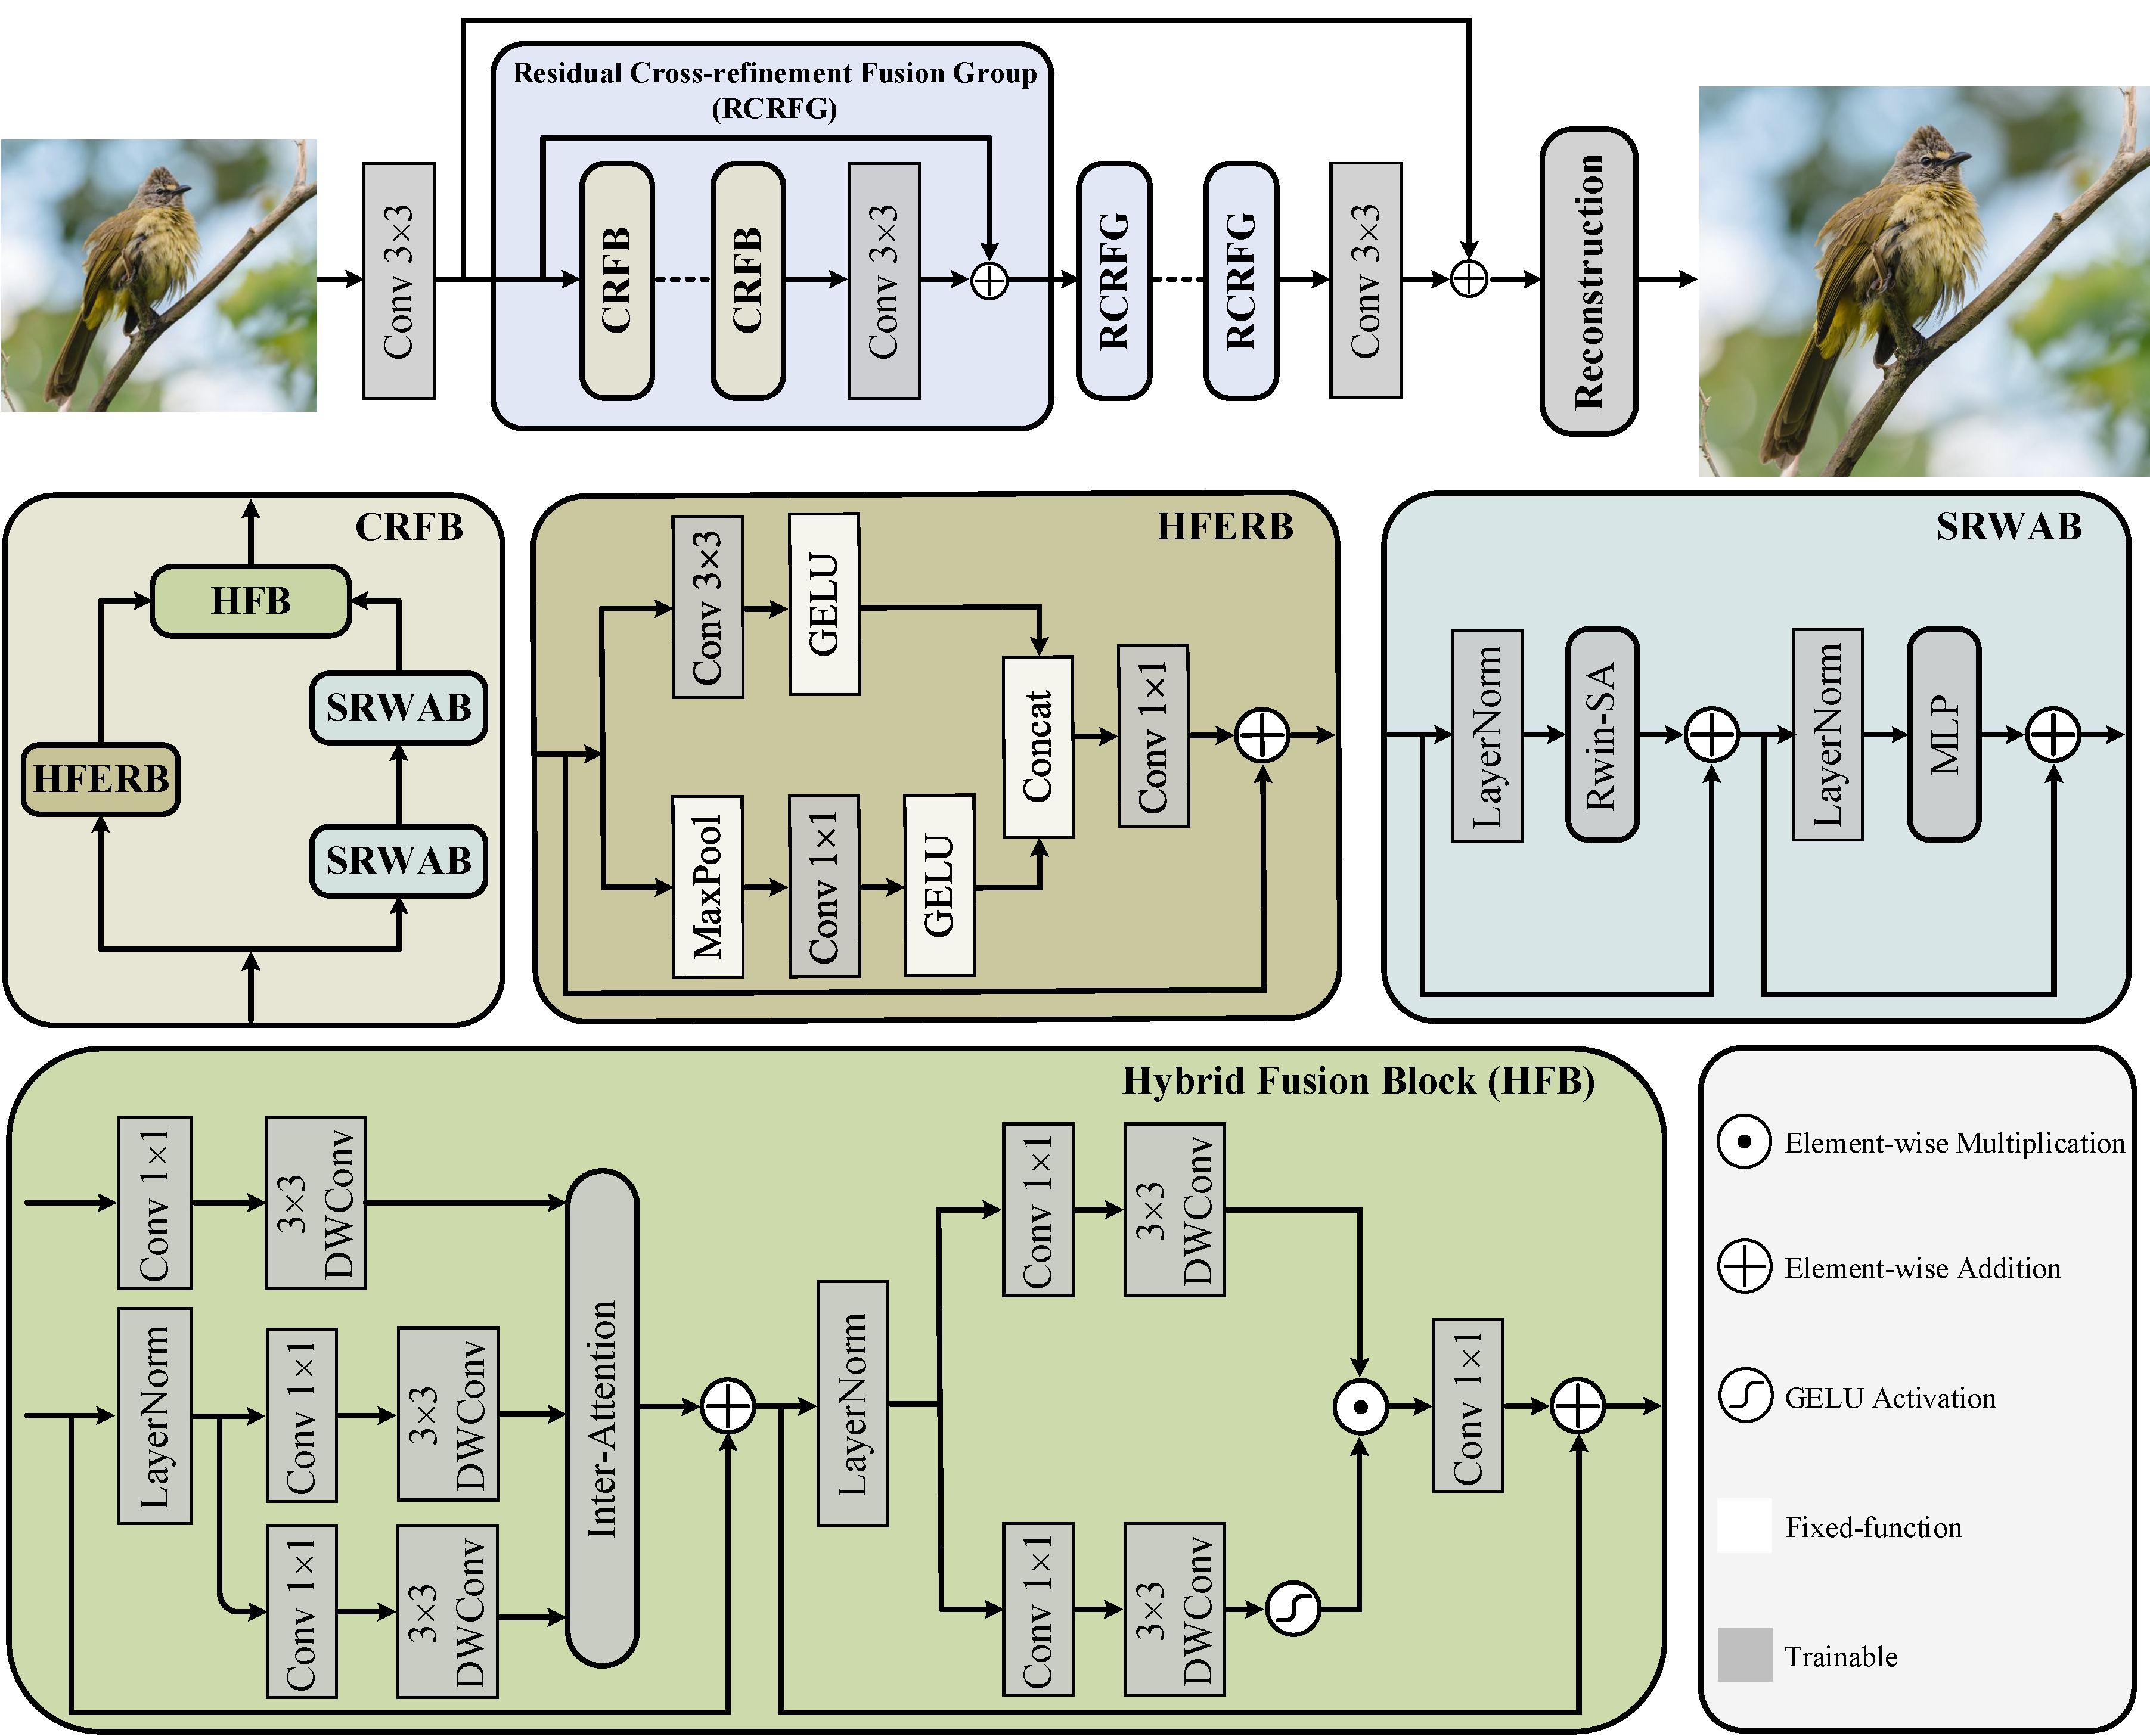 Residual Cross-refinement Fusion Group
(RCRFG)
Conv 3×3
CRFB
CRFB
Conv 3×3
RCRFG
RCRFG
Conv 3×3
Reconstruction
CRFB
HFB
SRWAB
HFERB
SRWAB
HFERB
Conv 3×3
GELU
MaxPool
Conv 1×1
GELU
Concat
Conv 1×1
SRWAB
LayerNorm
Rwin-SA
LayerNorm
MLP
Hybrid Fusion Block (HFB)
Conv 1×1
3×3
DWConv
LayerNorm
Conv 1×1
3×3
DWConv
Conv 1×1
3×3
DWConv
Inter-Attention
LayerNorm
Conv 1×1
3×3
DWConv
Conv 1×1
3×3
DWConv
Conv 1×1
Element-wise Multiplication
Element-wise Addition
GELU Activation
Fixed-function
Trainable